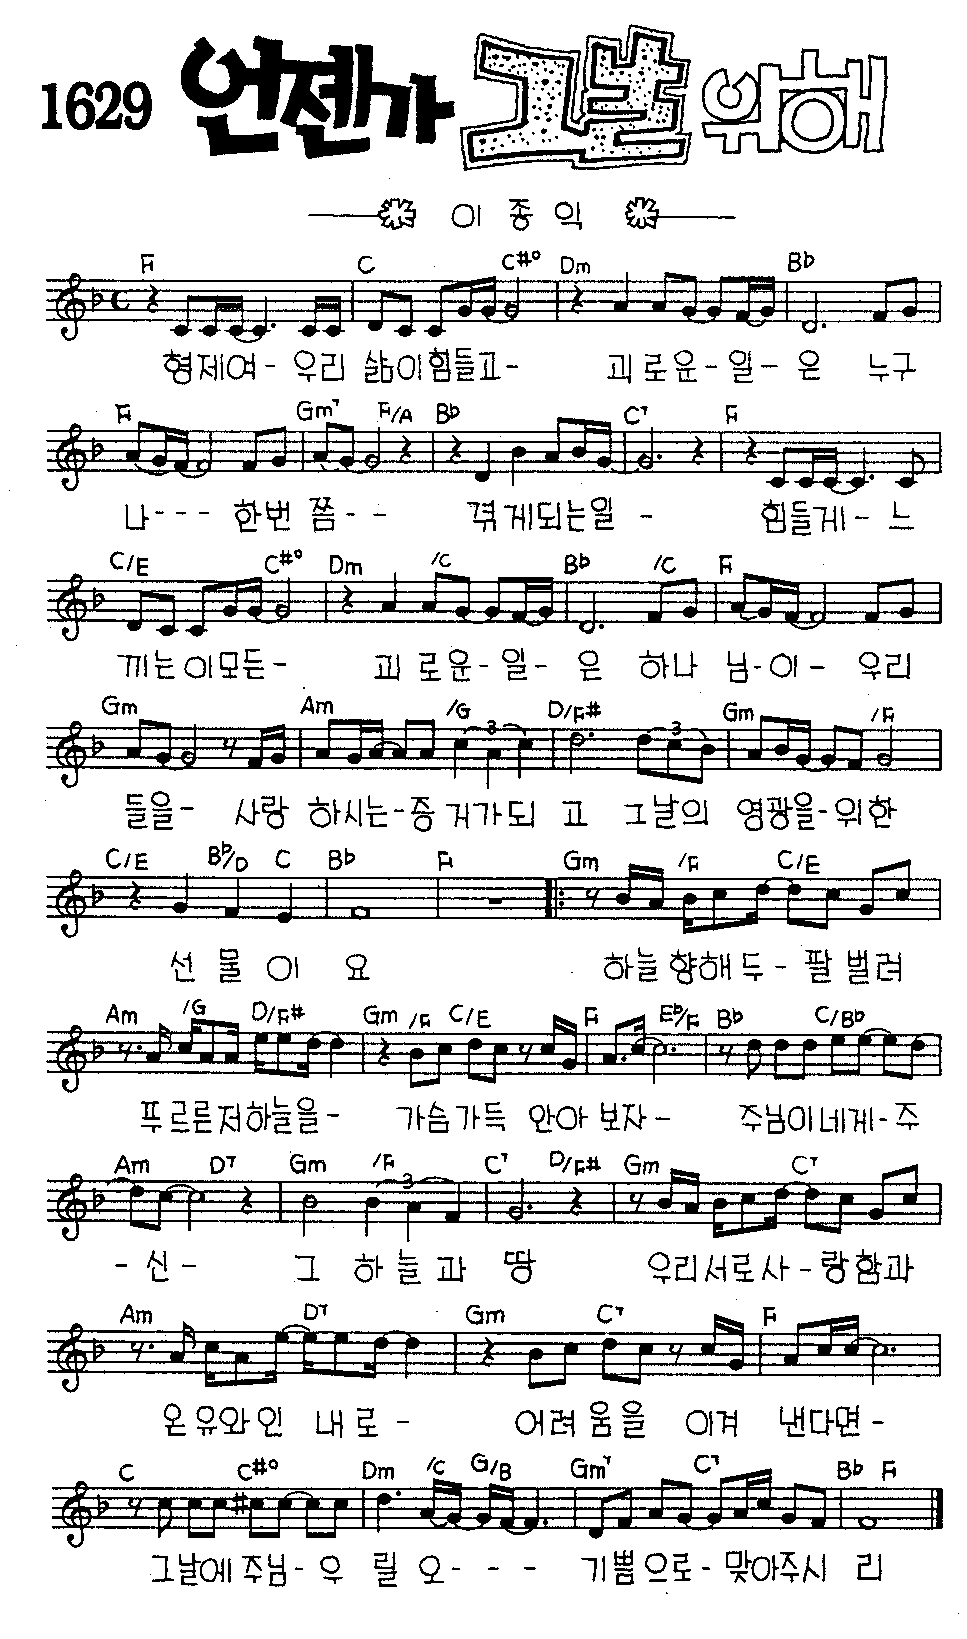 1629 언젠가 그날 위해
이종익
F C C#° Dm B♭
형제여- 우리 삶이힘들고- 괴로운-일-은 누구
F Gm7 F/A B♭ C7 F
나--- 한번 쯤-- 겪게되는일 - 힘들게-느
C/E C#° Dm /C B♭ /C F
끼는이모든- 괴로운-일-은 하나 님-이- 우리
Gm Am /G D/F# Gm /F
들을- 사랑 하시는-증거가되 고 그날의 영광을-위한
C/E B♭/D C B♭ F Gm /F C/E
선 물 이 요 하늘향해두-팔벌려
Am /G D/F# Gm /F C/E F E♭/F B♭ C/B♭
푸르른저하늘을- 가슴가득 안아보자- 주님이네게-주
Am D7 Gm /F C7 D/F# Gm C7
-신- 그 하늘과 땅 우리서로사-랑함과
Am D7 Gm C7 F
온유와인 내로- 어려움을 이겨 낸다면-
C C#° Dm /C G/B Gm7 C7 B♭ F
그날에주님-우 릴 오--- 기쁨으로-맞아주시 리